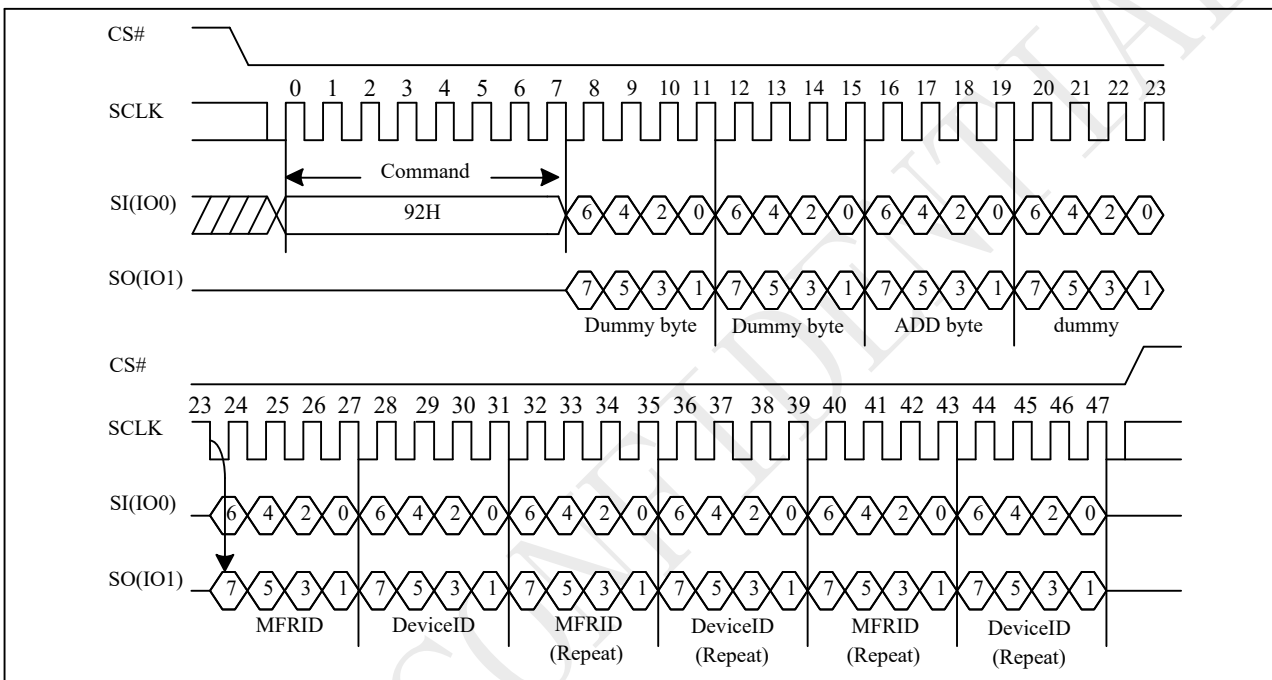 CS#
0 1 2 3 4 5 6 7 8 9 10 11 12 13 14 15 16 17 18 19 20 21 22 23
SCLK
Command
SI(IO0)
92H
6 4 2 0 6 4 2 0 6 4 2 0 6 4 2 0
SO(IO1)
7 5 3 1 7 5 3 1 7 5 3 1 7 5 3 1
Dummy byte Dummy byte ADD byte dummy
CS#
23 24 25 26 27 28 29 30 31 32 33 34 35 36 37 38 39 40 41 42 43 44 45 46 47
SCLK
SI(IO0)
6 4 2 0 6 4 2 0 6 4 2 0 6 4 2 0 6 4 2 0 6 4 2 0
SO(IO1)
7 5 3 1 7 5 3 1 7 5 3 1 7 5 3 1 7 5 3 1 7 5 3 1
MFRID DeviceID MFRID DeviceID MFRID DeviceID
(Repeat) (Repeat) (Repeat) (Repeat)
CONFIDENTIAL